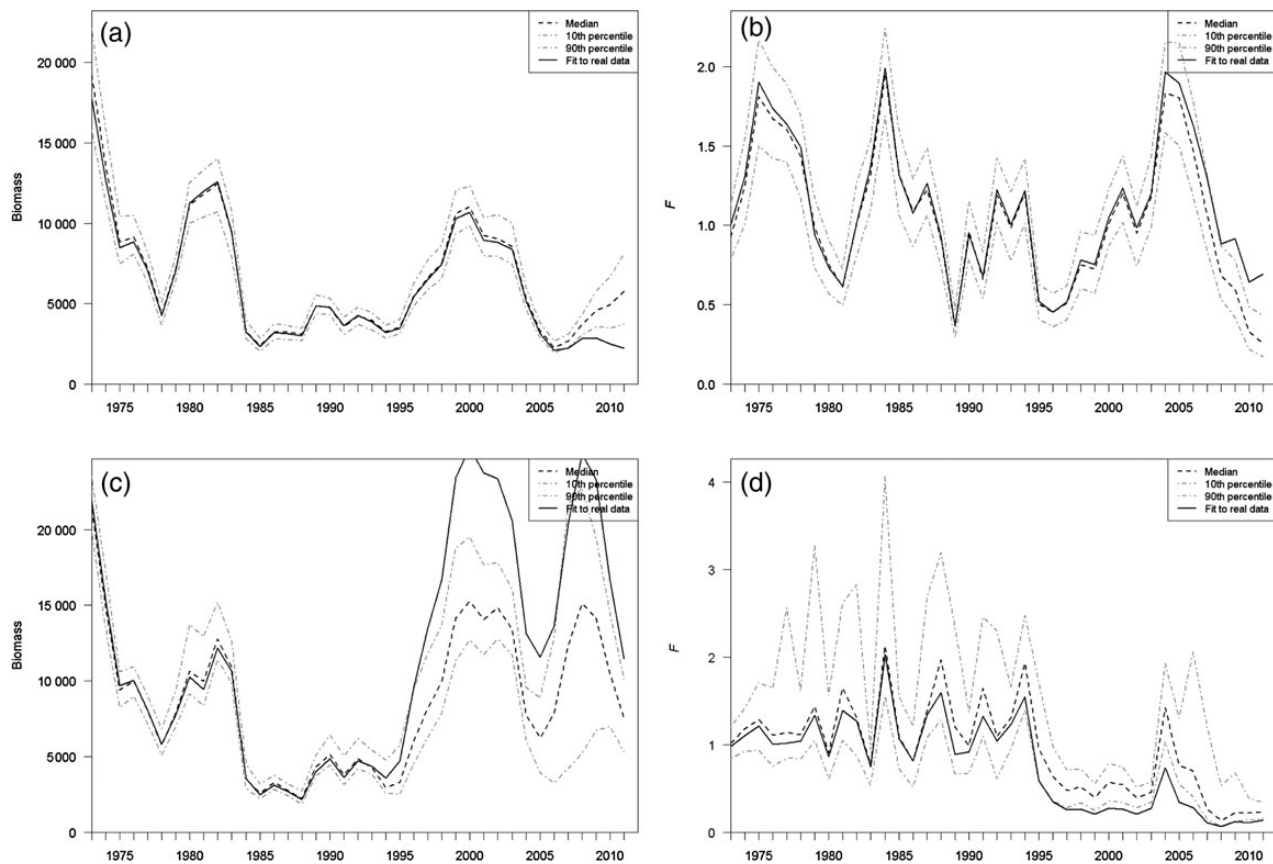 (a)
Median
10th percentile
90th percentile
Fit to real data
Biomass
20 000
15 000
10 000
5000
0
1975 1980 1985 1990 1995 2000 2005 2010
(b)
Median
10th percentile
90th percentile
Fit to real data
F
2.0
1.5
1.0
0.5
0.0
1975 1980 1985 1990 1995 2000 2005 2010
(c)
Median
10th percentile
90th percentile
Fit to real data
Biomass
20 000
15 000
10 000
5000
0
1975 1980 1985 1990 1995 2000 2005 2010
(d)
Median
10th percentile
90th percentile
Fit to real data
F
4
3
2
1
0
1975 1980 1985 1990 1995 2000 2005 2010